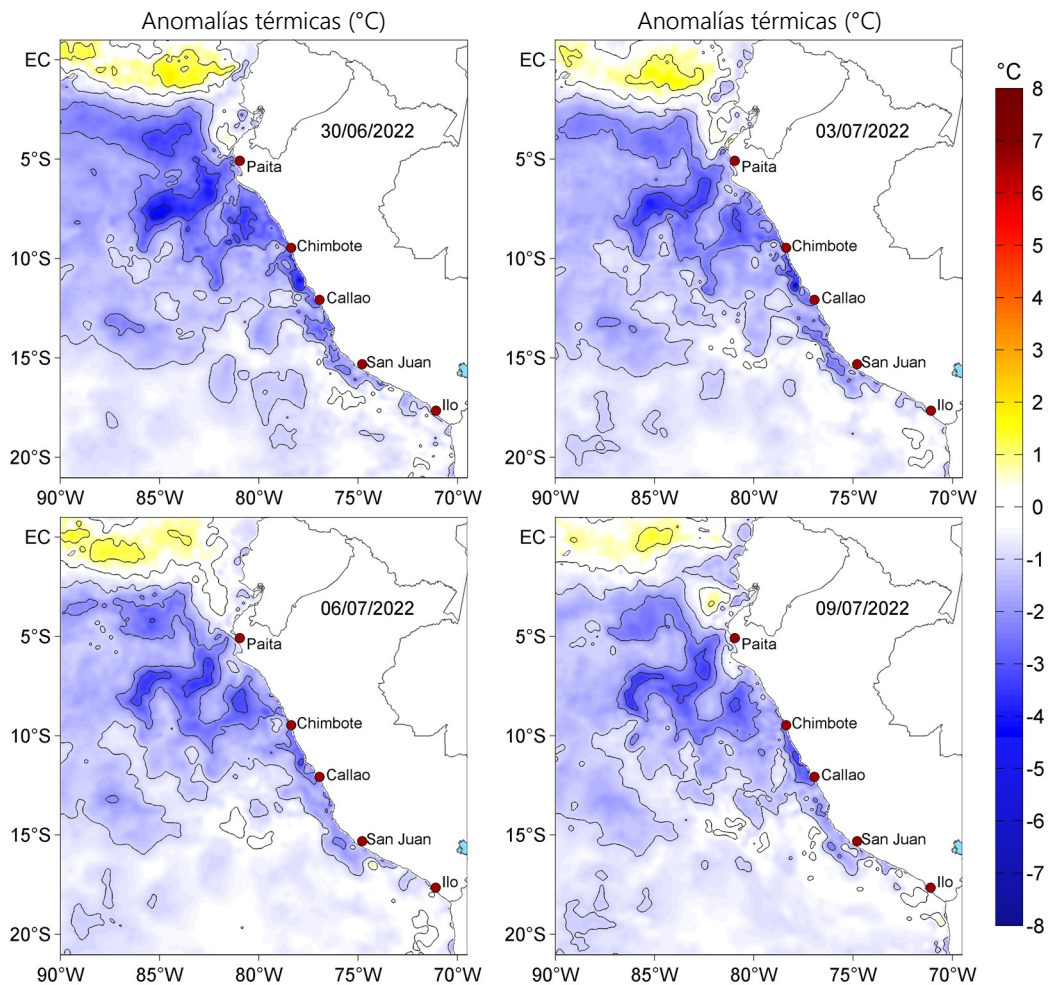 Anomalías térmicas (°C)
EC
5°S
10°S
15°S
20°S
90°W 85°W 80°W 75°W 70°W
30/06/2022
Paita
Chimbote
Callao
San Juan
Ilo
Anomalías térmicas (°C)
EC
5°S
10°S
15°S
20°S
90°W 85°W 80°W 75°W 70°W
03/07/2022
Paita
Chimbote
Callao
San Juan
Ilo
EC
5°S
10°S
15°S
20°S
90°W 85°W 80°W 75°W 70°W
06/07/2022
Paita
Chimbote
Callao
San Juan
Ilo
EC
5°S
10°S
15°S
20°S
90°W 85°W 80°W 75°W 70°W
09/07/2022
Paita
Chimbote
Callao
San Juan
Ilo
°C
8
7
6
5
4
3
2
1
0
-1
-2
-3
-4
-5
-6
-7
-8